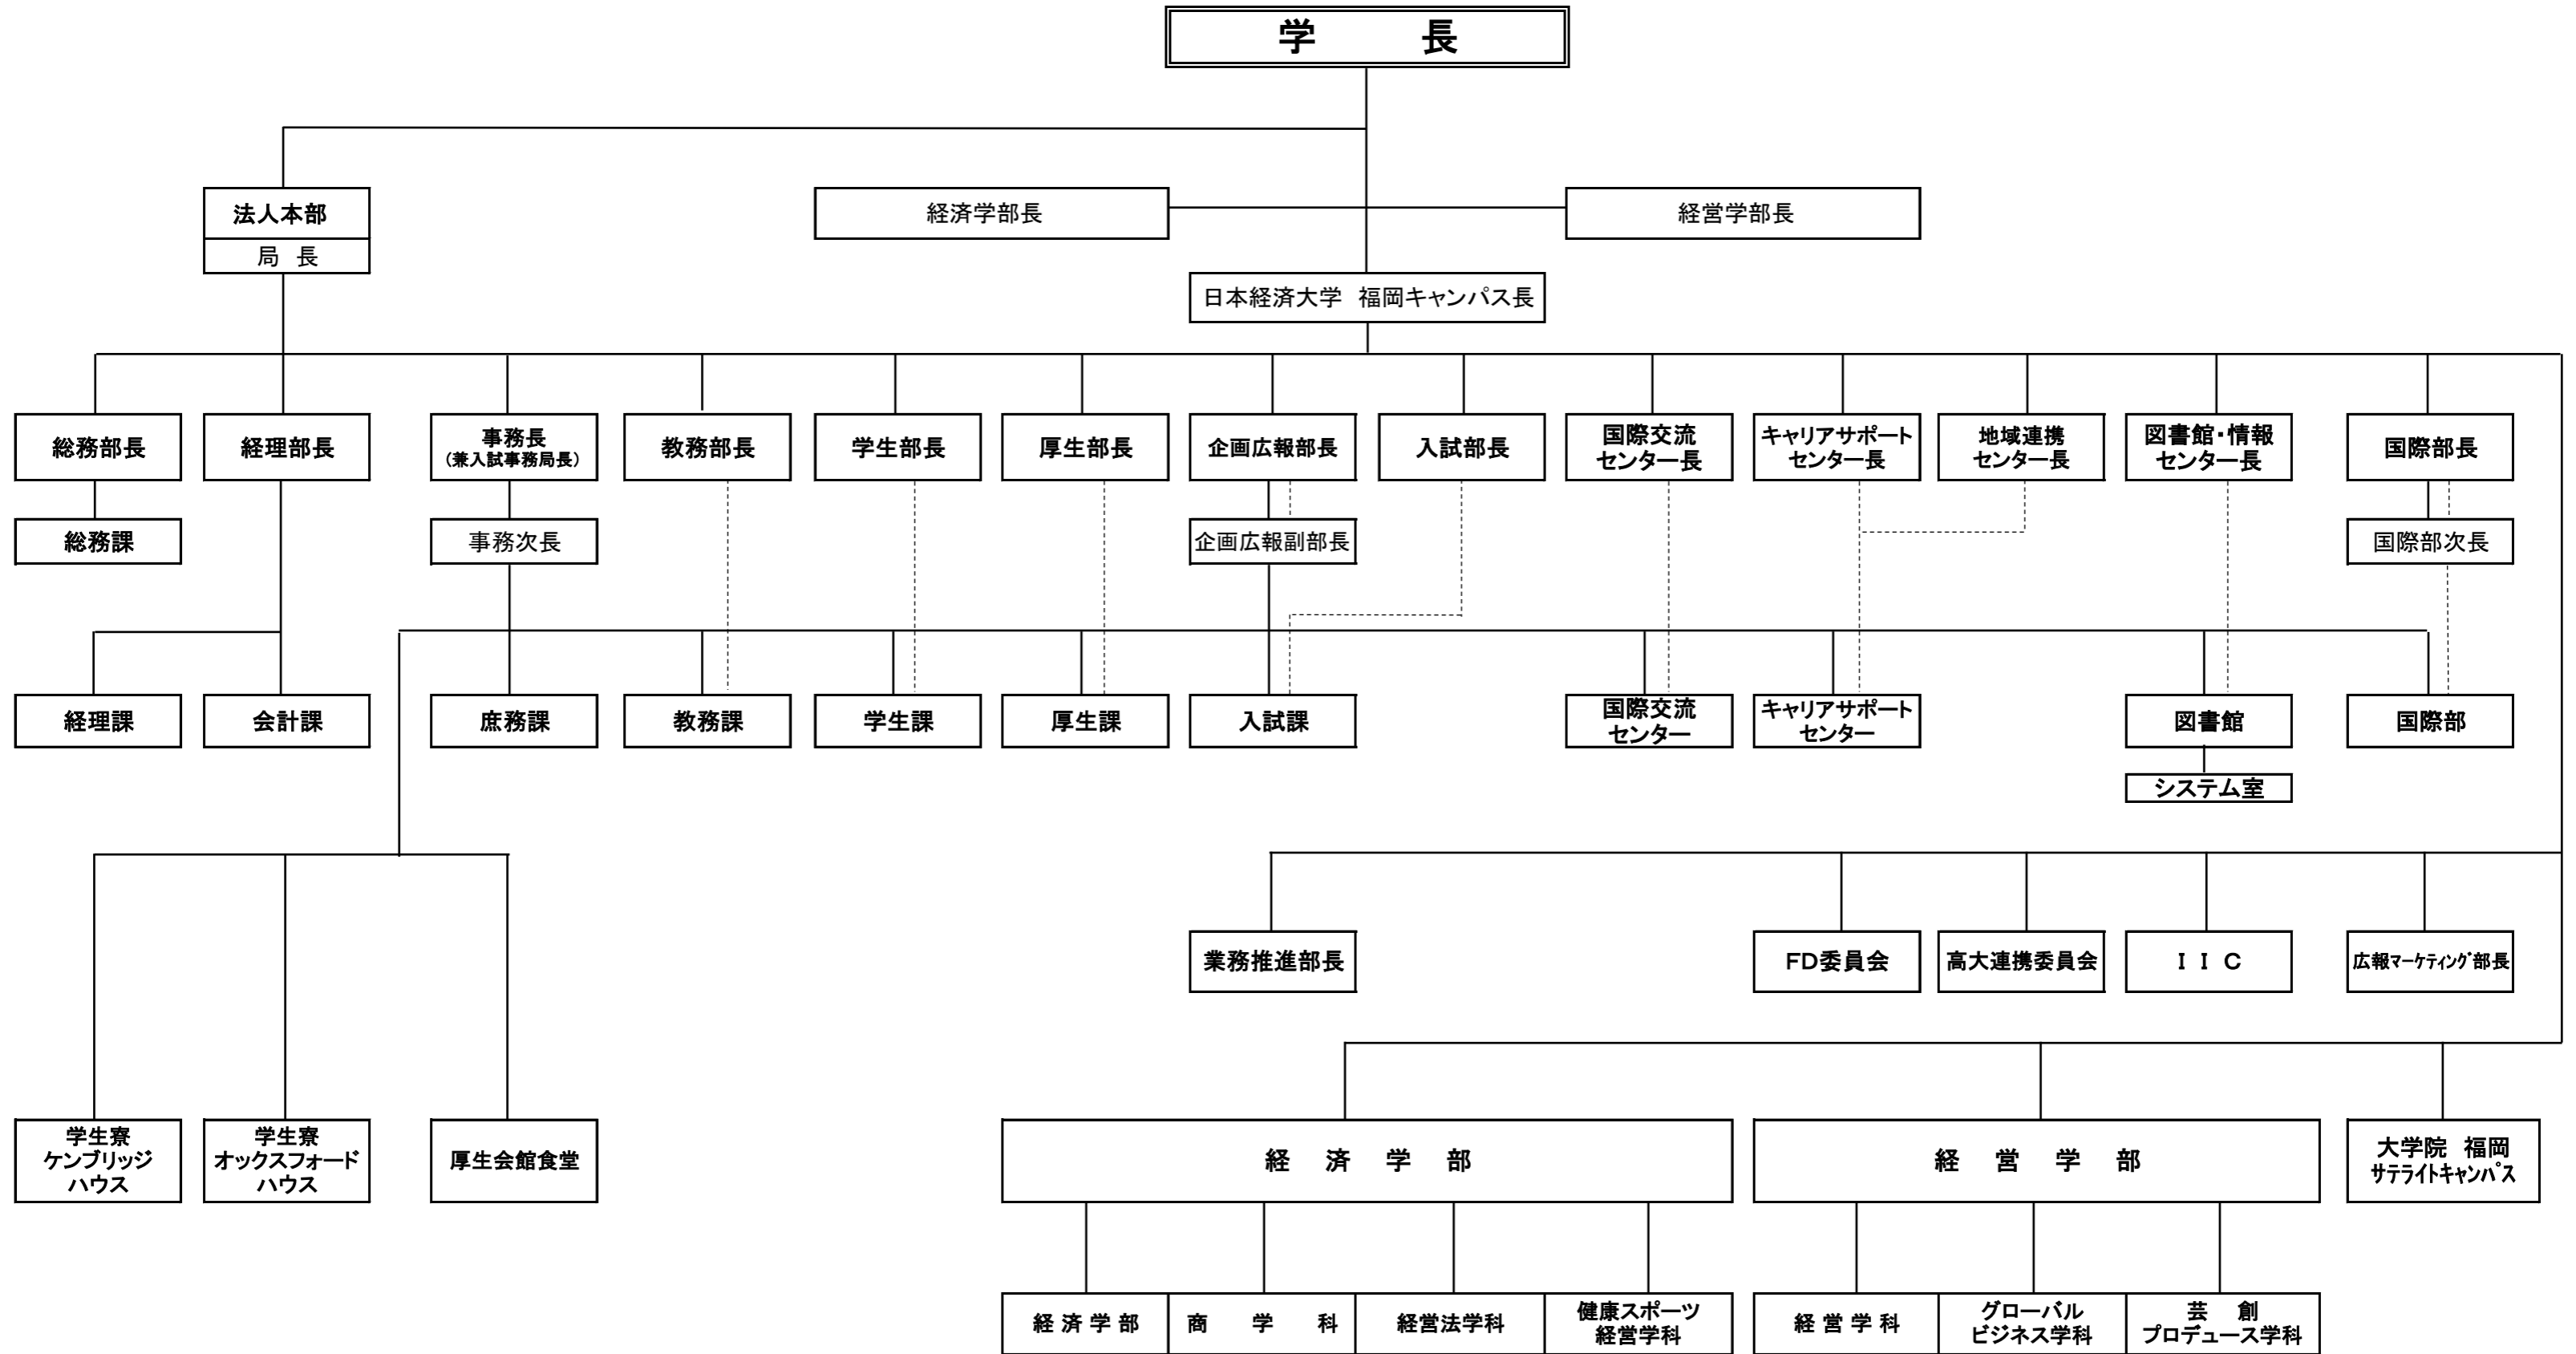 学　長
法人本部
局 長
経済学部長
経営学部長
日本経済大学　福岡キャンパス長
総務部長
経理部長
事務長
(兼入試事務局長)
教務部長
学生部長
厚生部長
企画広報部長
入試部長
国際交流
センター長
キャリアサポート
センター長
地域連携
センター長
図書館・情報
センター長
国際部長
総務課
事務次長
企画広報副部長
国際部次長
経理課
会計課
庶務課
教務課
学生課
厚生課
入試課
国際交流
センター
キャリアサポート
センター
図書館
国際部
システム室
業務推進部長
FD委員会
高大連携委員会
ＩＩＣ
広報マーケティング部長
学生寮
ケンブリッジ
ハウス
学生寮
オックスフォード
ハウス
厚生会館食堂
経 済 学 部
経 営 学 部
大学院　福岡
サテライトキャンパス
経 済 学 部
商 学 科
経営法学科
健康スポーツ
経営学科
経 営 学 科
グローバル
ビジネス学科
芸 創
プロデュース学科